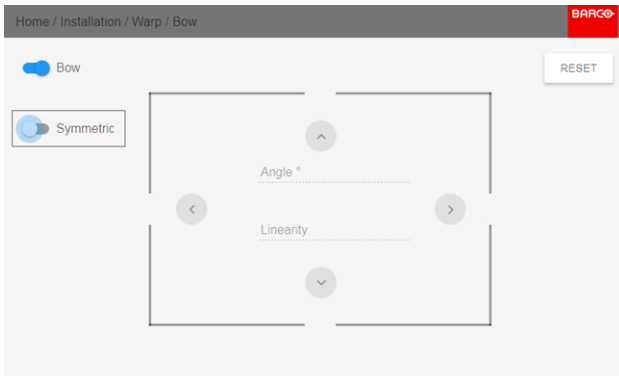 Home / Installation / Warp / Bow
BARCO
Bow
RESET
Symmetric
Angle °
Linearity